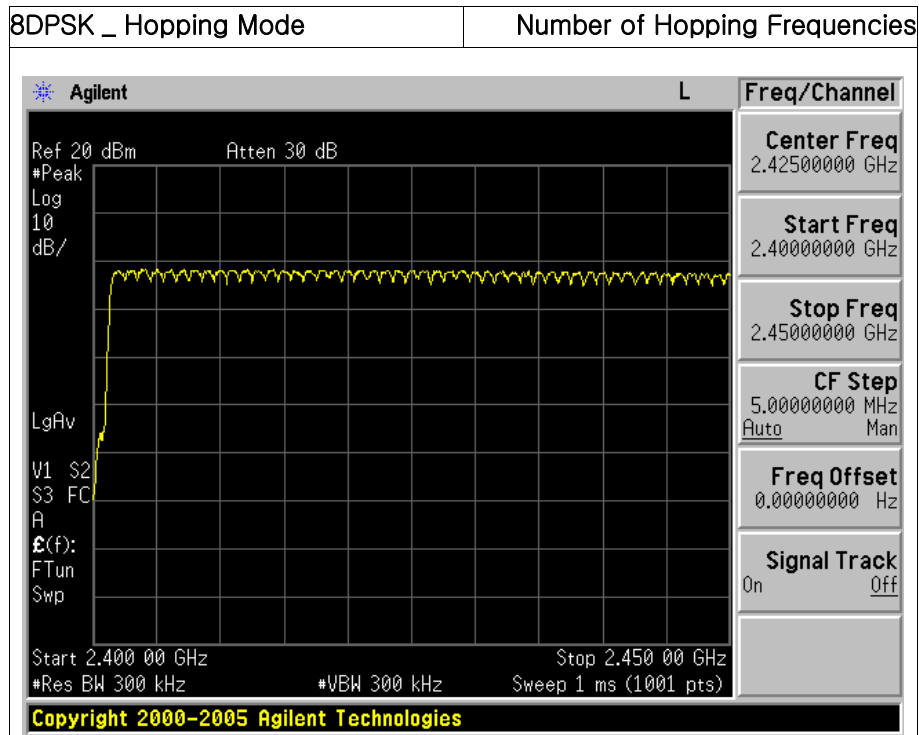 8DPSK _ Hopping Mode Number of Hopping Frequencies
Agilent L Freq/Channel
Ref 20 dBm Atten 30 dB
#Peak
Log
10
dB/
LgAv
V1 S2
S3 FC
A
£(f):
FTun
Swp
Start 2.400 00 GHz Stop 2.450 00 GHz
#Res BW 300 kHz #VBW 300 kHz Sweep 1 ms (1001 pts)
Center Freq
2.42500000 GHz
Start Freq
2.40000000 GHz
Stop Freq
2.45000000 GHz
CF Step
5.00000000 MHz
Auto Man
Freq Offset
0.00000000 Hz
Signal Track
On Off
Copyright 2000-2005 Agilent Technologies